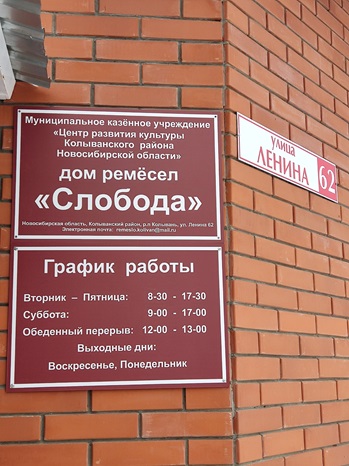 Муниципальное казённое учреждение
«Центр развития культуры
Колыванского района
Новосибирской области»
дом ремёсел
«Слобода»
Новосибирская область, Колыванский район, р.п Колывань, ул. Ленина 62
Электронная почта: remeslo.kulivan@mail.ru
улица
ЛЕНИНА
62
График работы
Вторник – Пятница: 8-30 - 17-30
Суббота: 9-00 - 17-00
Обеденный перерыв: 12-00 - 13-00
Выходные дни:
Воскресенье, Понедельник